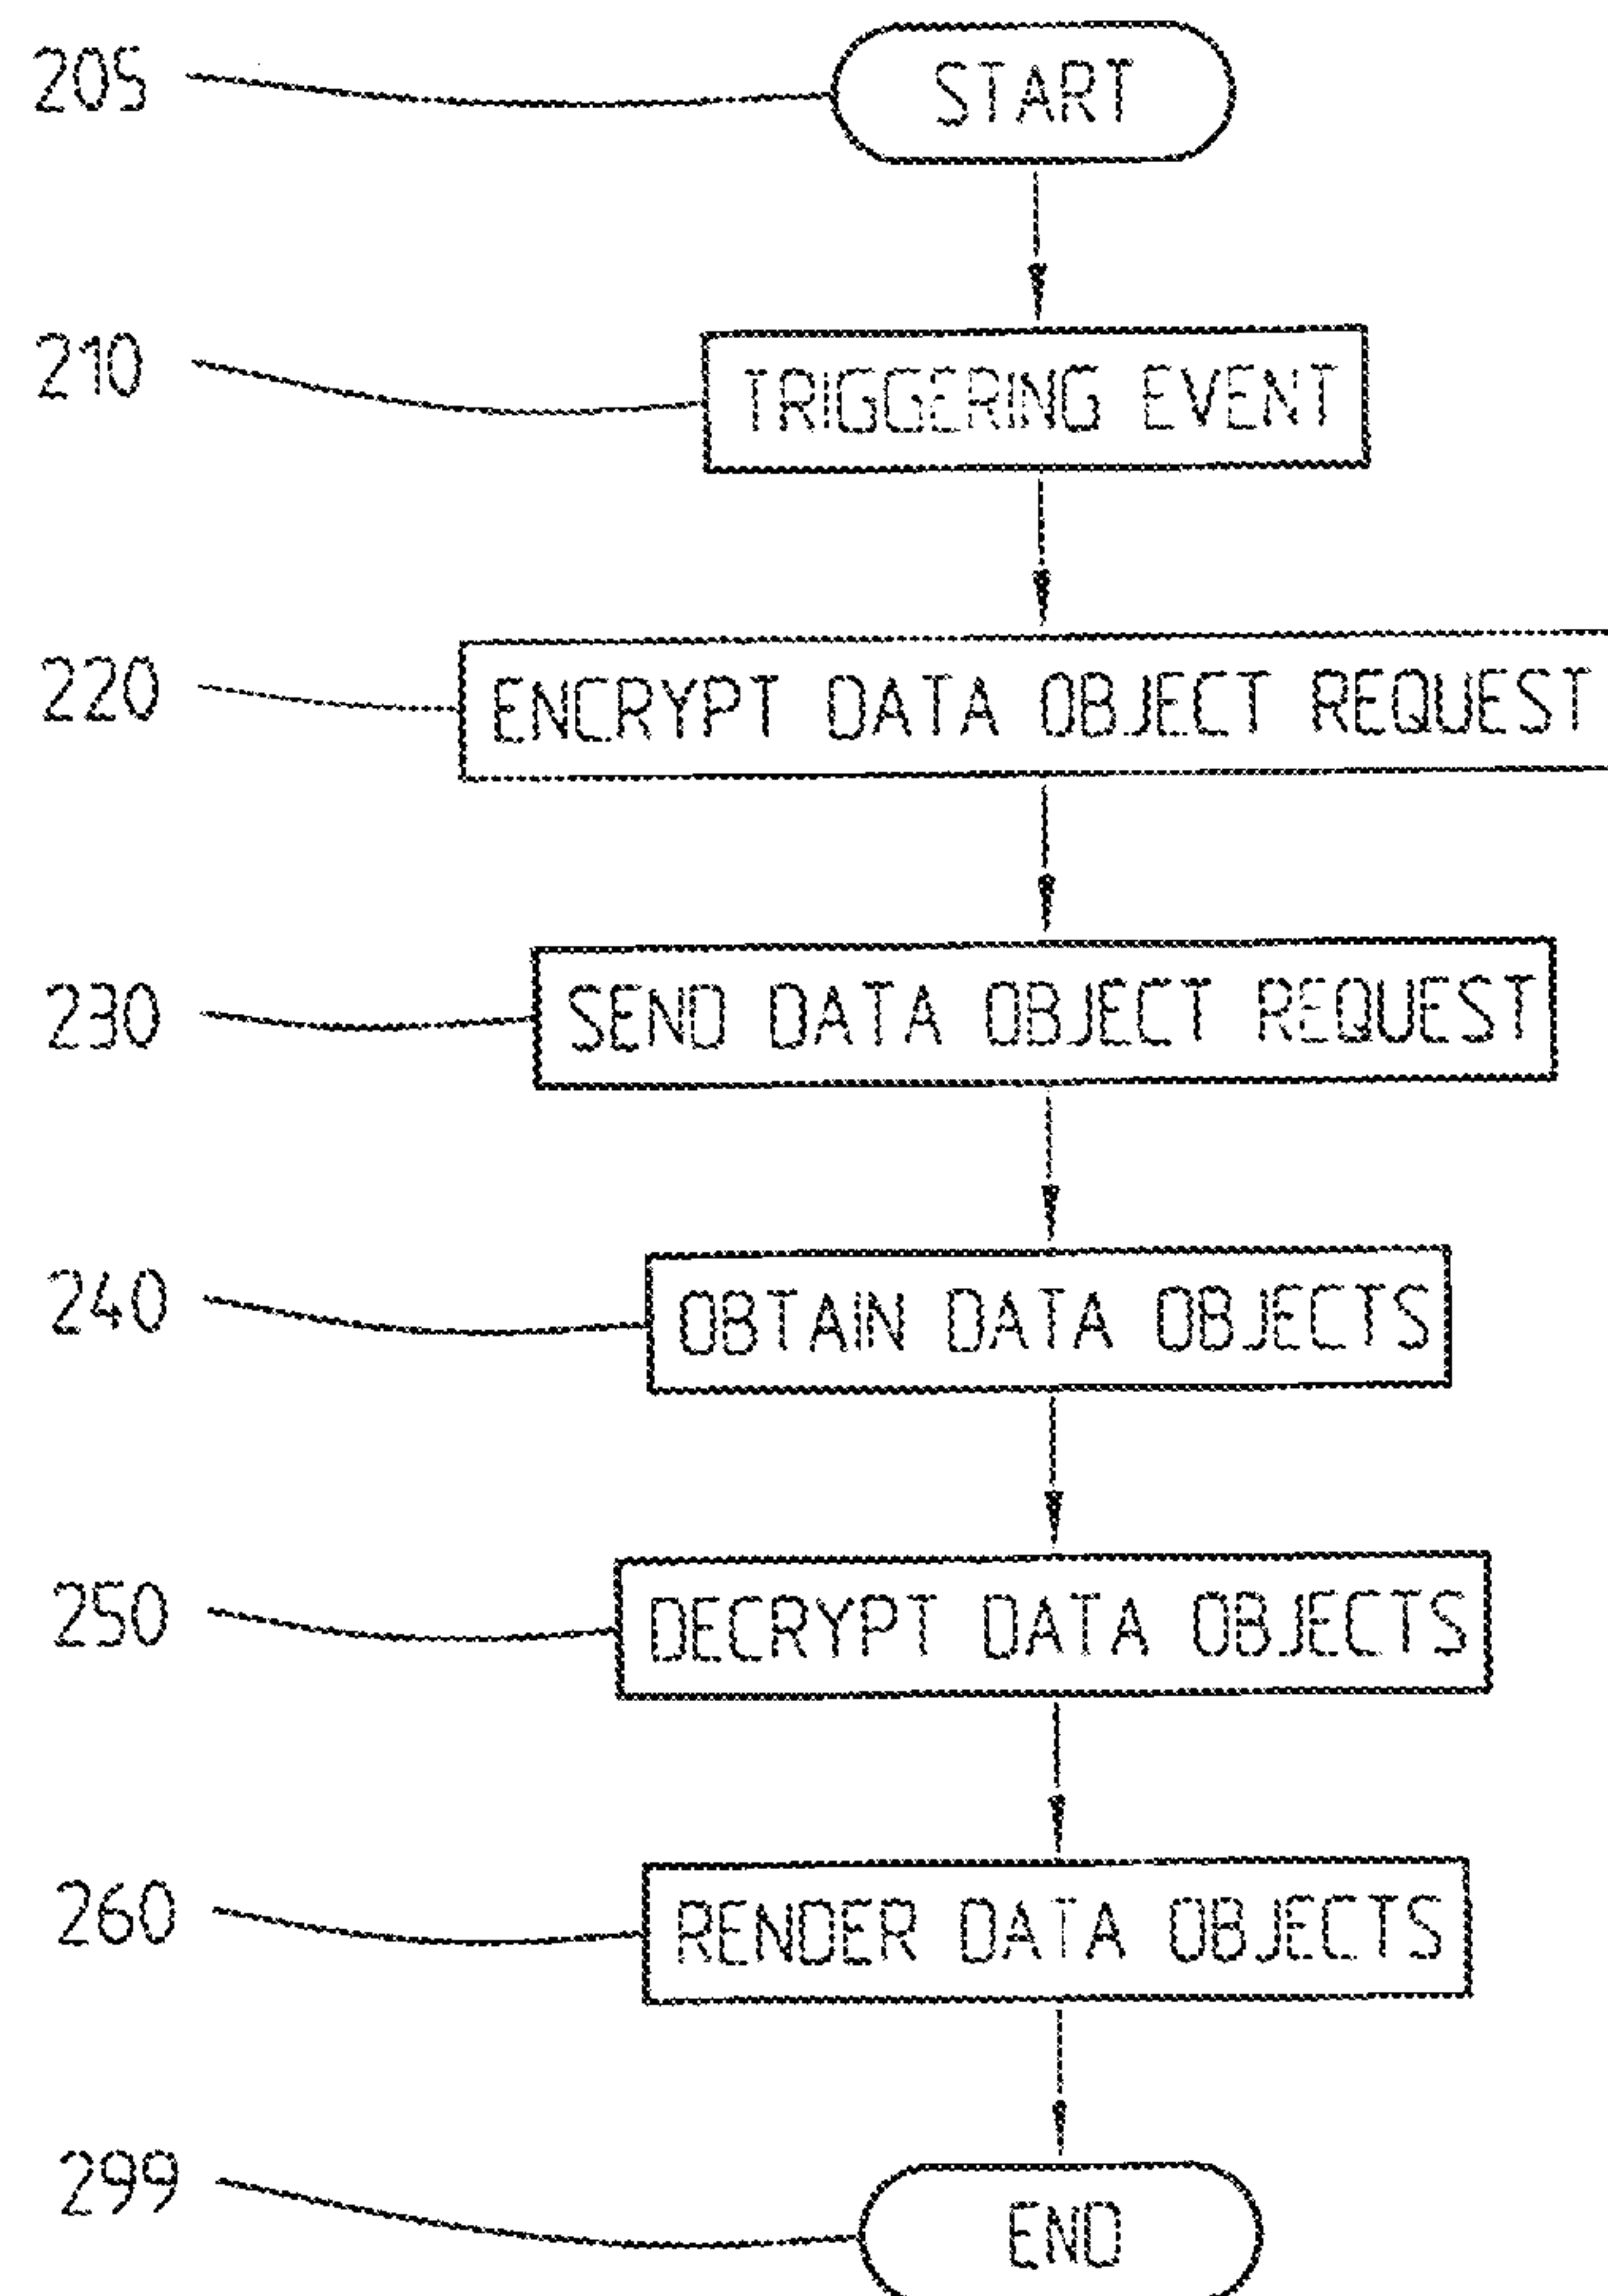 205 START
210 TRIGGERING EVENT
220 ENCRYPT DATA OBJECT REQUEST
230 SEND DATA OBJECT REQUEST
240 OBTAIN DATA OBJECTS
250 DECRYPT DATA OBJECTS
260 RENDER DATA OBJECTS
299 END